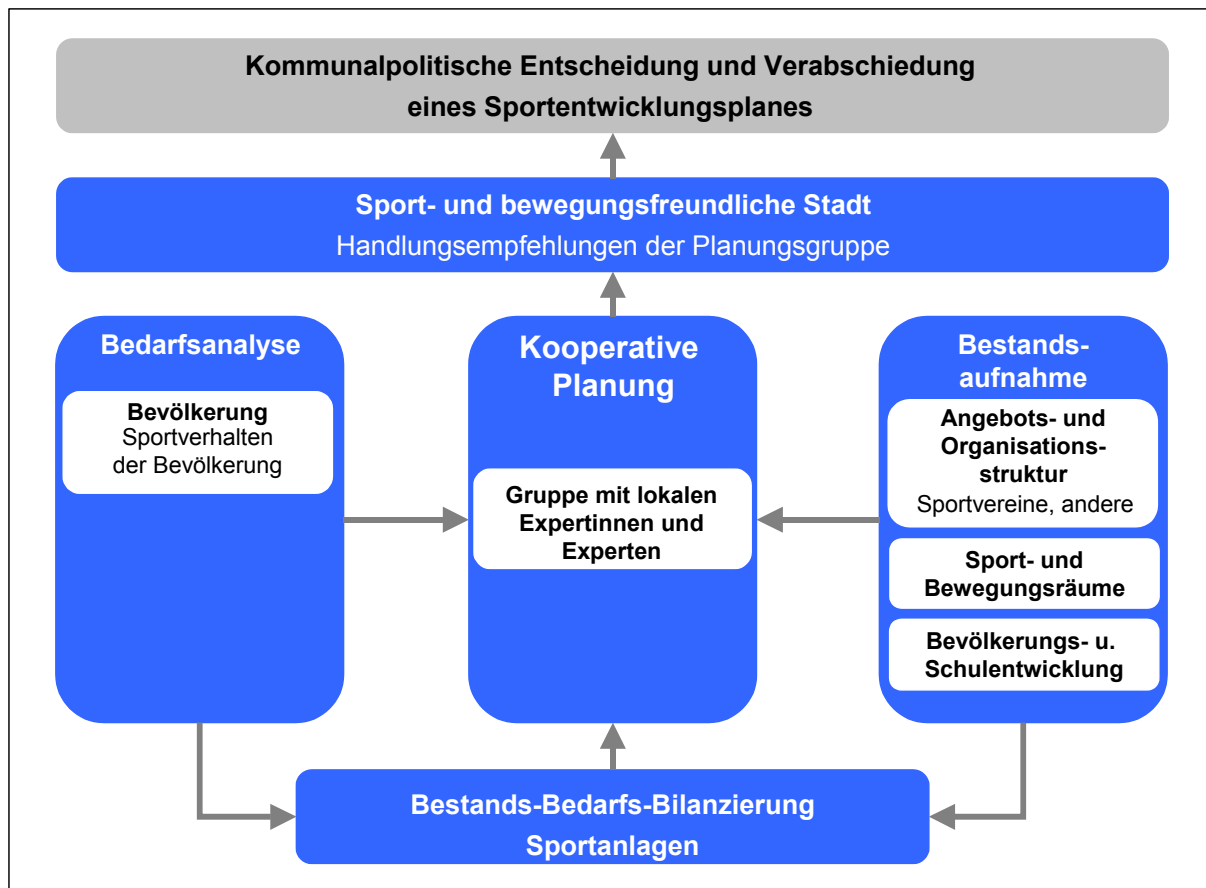 Kommunalpolitische Entscheidung und Verabschiedung
eines Sportentwicklungsplanes
Sport- und bewegungsfreundliche Stadt
Handlungsempfehlungen der Planungsgruppe
Bedarfsanalyse
Bevölkerung
Sportverhalten
der Bevölkerung
Kooperative
Planung
Gruppe mit lokalen
Expertinnen und
Experten
Bestands-
aufnahme
Angebots- und
Organisations-
struktur
Sportvereine, andere
Sport- und
Bewegungsräume
Bevölkerungs- u.
Schulentwicklung
Bestands-Bedarfs-Bilanzierung
Sportanlagen